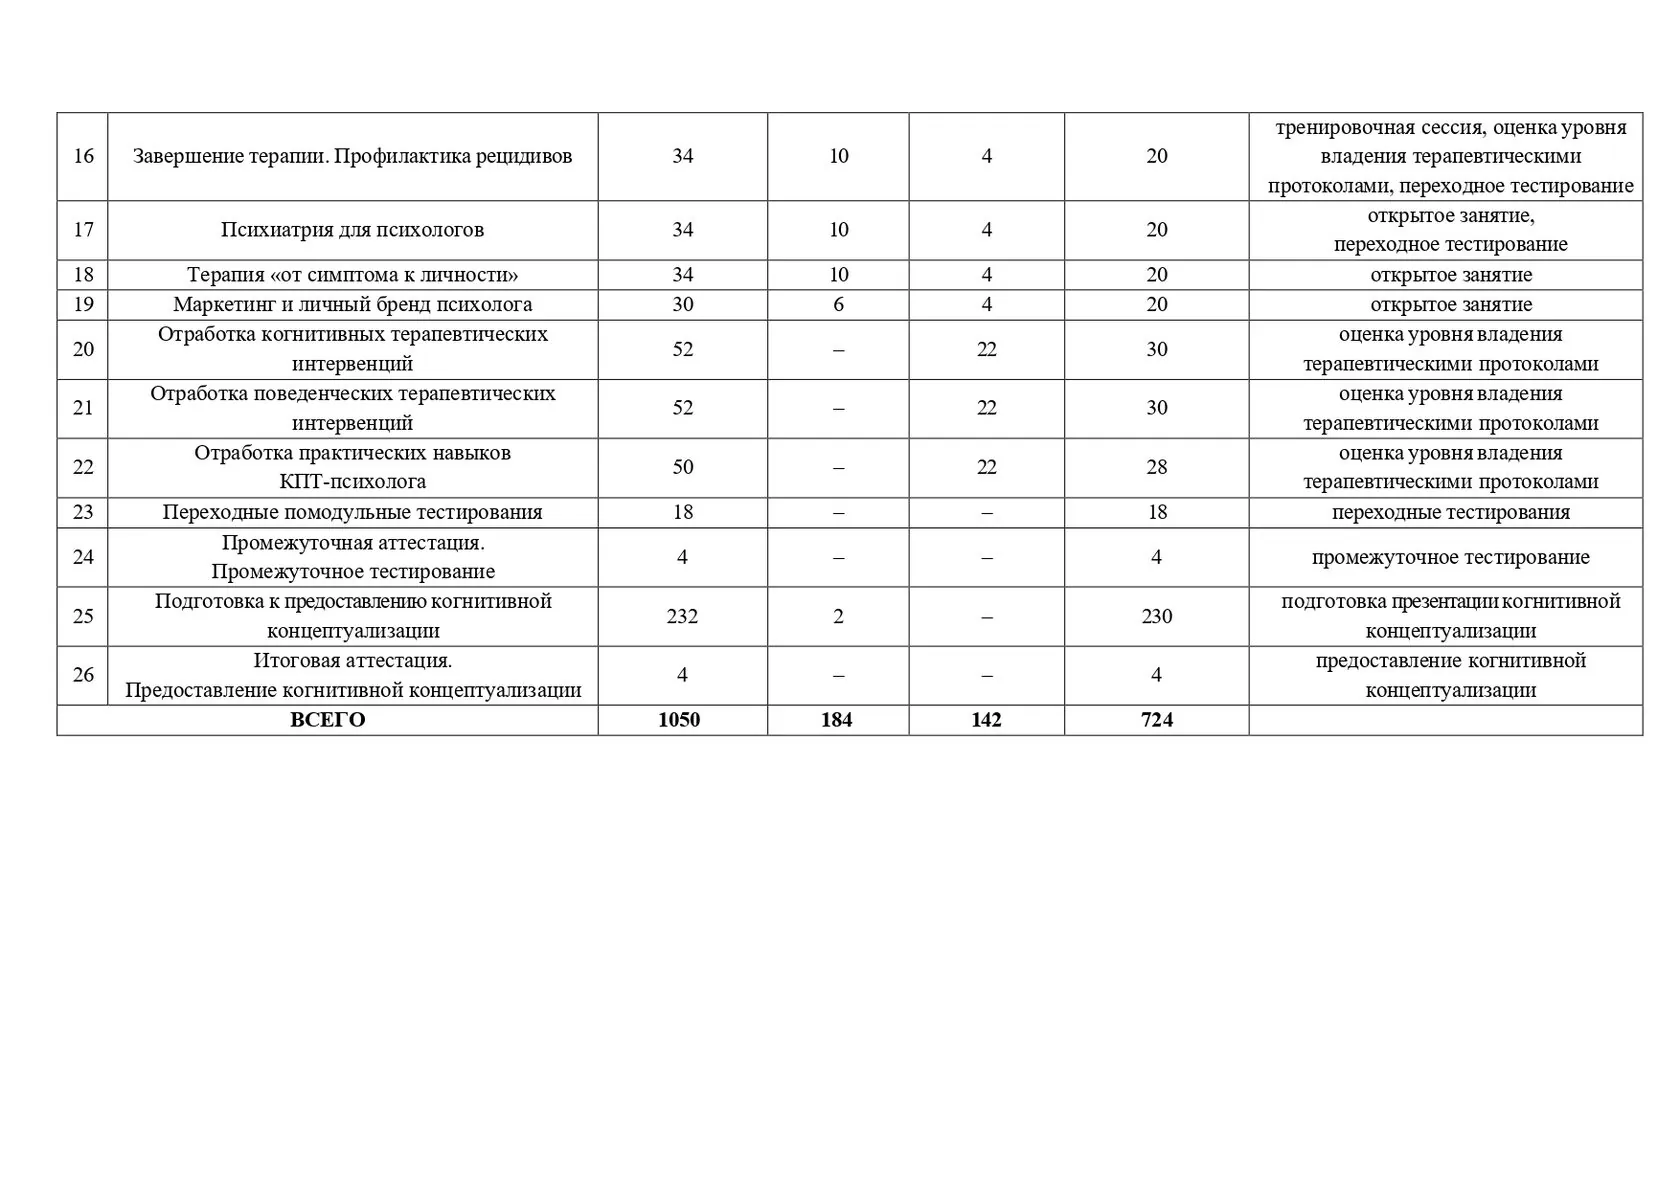 16 Завершение терапии. Профилактика рецидивов 34 10 4 20 тренировочная сессия, оценка уровня
владения терапевтическими
протоколами, переходное тестирование
17 Психиатрия для психологов 34 10 4 20 открытое занятие,
переходное тестирование
18 Терапия «от симптома к личности» 34 10 4 20 открытое занятие
19 Маркетинг и личный бренд психолога 30 6 4 20 открытое занятие
20 Отработка когнитивных терапевтических
интервенций 52 – 22 30 оценка уровня владения
терапевтическими протоколами
21 Отработка поведенческих терапевтических
интервенций 52 – 22 30 оценка уровня владения
терапевтическими протоколами
22 Отработка практических навыков
КПТ-психолога 50 – 22 28 оценка уровня владения
терапевтическими протоколами
23 Переходные помодульные тестирования 18 – – 18 переходные тестирования
24 Промежуточная аттестация.
Промежуточное тестирование 4 – – 4 промежуточное тестирование
25 Подготовка к предоставлению когнитивной
концептуализации 232 2 – 230 подготовка презентации когнитивной
концептуализации
26 Итоговая аттестация.
Предоставление когнитивной концептуализации 4 – – 4 предоставление когнитивной
концептуализации
ВСЕГО 1050 184 142 724